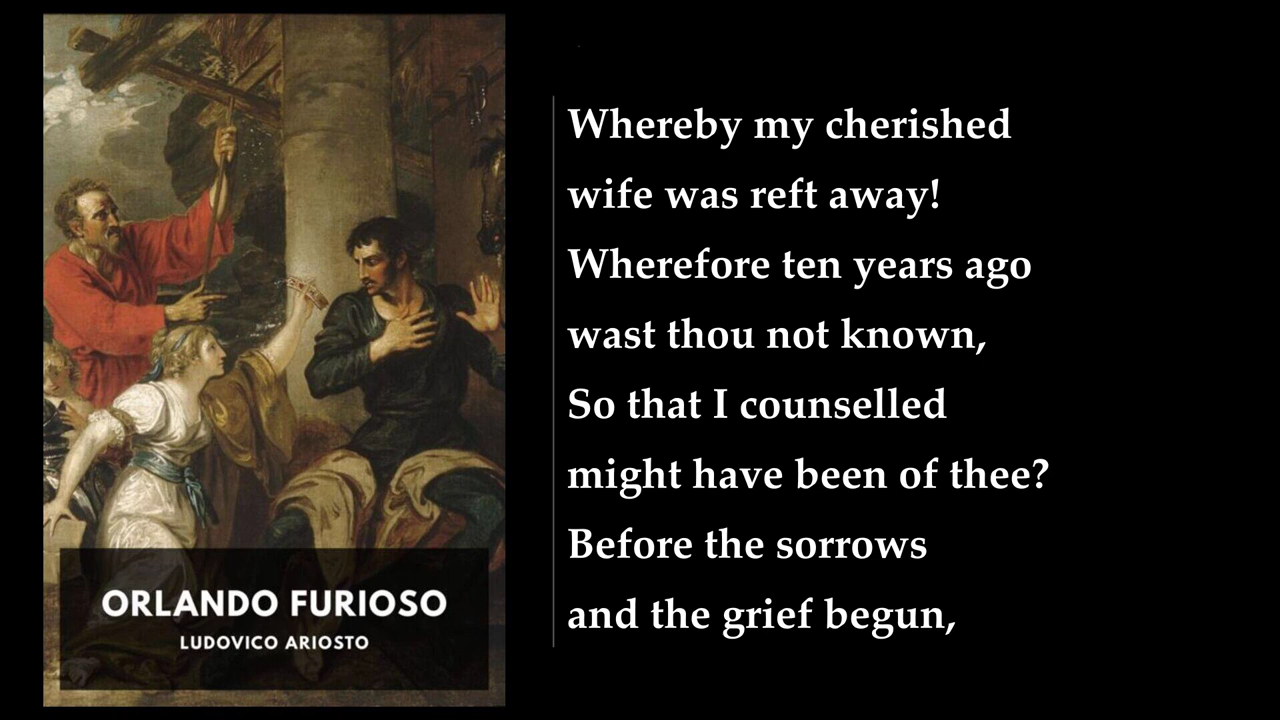 ORLANDO FURIOSO
LUDOVICO ARIOSTO
Whereby my cherished
wife was reft away!
Wherefore ten years ago
wast thou not known,
So that I counselled
might have been of thee?
Before the sorrows
and the grief begun,